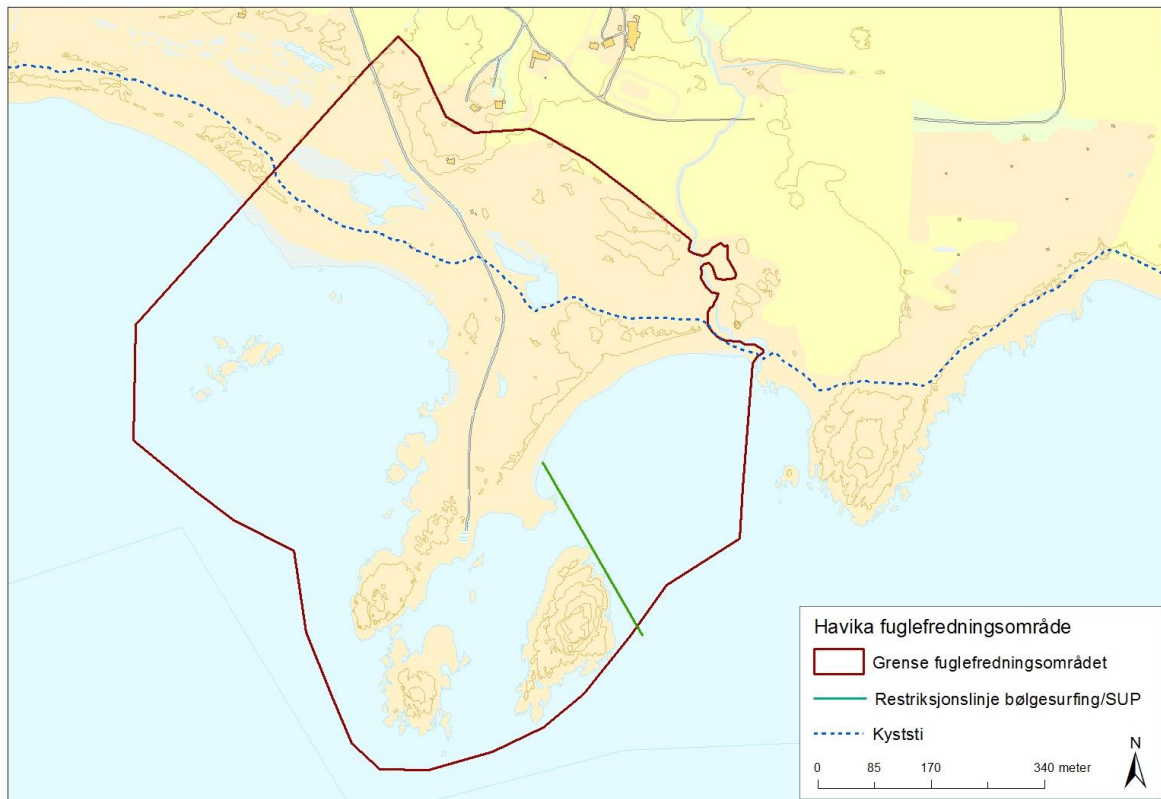 Havika fuglefredningsområde
Grense fuglefredningsområdet
Restriksjonslinje bølgesurfing/SUP
Kyststi
N
0 85 170 340 meter